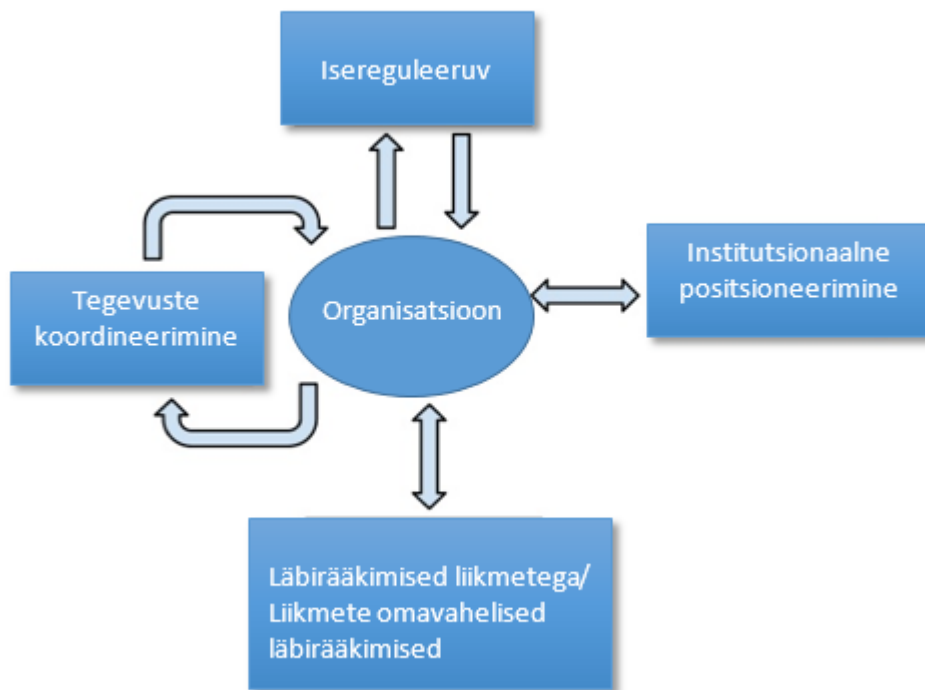 Isereguleeruv
Institutsionaalne
positsioneerimine
Tegevuste
koordineerimine
Organisatsioon
Läbirääkimised liikmetega/
Liikmete omavahelised
läbirääkimised